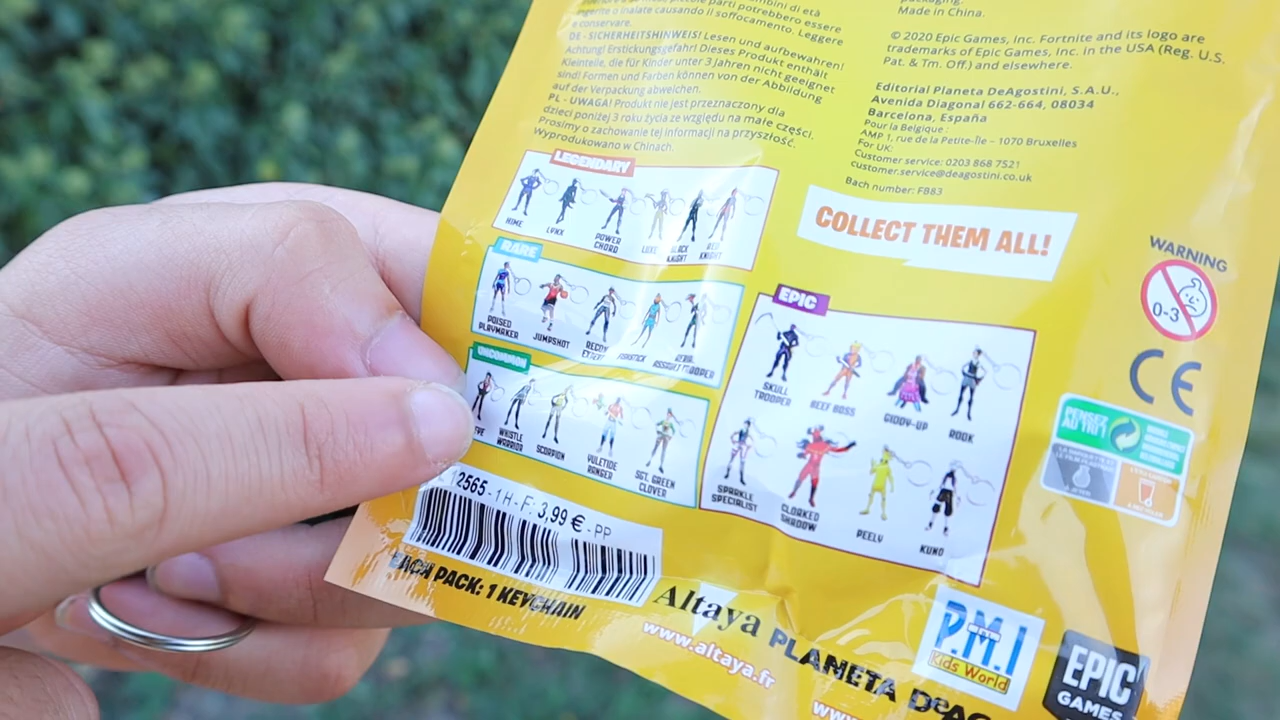 bambini di età
piccole parti potrebbero essere
ingerite o inalate causando il soffocamento. Leggere
e conservare.
DE - SICHERHEITSHINWEIS! Lesen und aufbewahren!
Achtung! Erstickungsgefahr! Dieses Produkt enthält
Kleinteile, die für Kinder unter 3 Jahren nicht geeignet
sind! Formen und Farben können von der Abbildung
auf der Verpackung abweichen.
PL - UWAGA! Produkt nie jest przeznaczony dla
dzieci poniżej 3 roku życia ze względu na małe części.
Prosimy o zachowanie tej informacji na przyszłość.
Wyprodukowano w Chinach.
packaging.
Made in China.
© 2020 Epic Games, Inc. Fortnite and its logo are
trademarks of Epic Games, Inc. in the USA (Reg. U.S.
Pat. & Tm. Off.) and elsewhere.
Editorial Planeta DeAgostini, S.A.U.,
Avenida Diagonal 662-664, 08034
Barcelona, España
Pour la Belgique :
AMP 1, rue de la Petite-Île – 1070 Bruxelles
For UK:
Customer service: 0203 868 7521
customer.service@deagostini.co.uk
Bach number: FB83
COLLECT THEM ALL!
WARNING
0-3
CE
LEGENDARY
HIME
LYNX
POWER
CHORD
LUXE
BLACK
KNIGHT
RED
KNIGHT
RARE
POISED
PLAYMAKER
JUMPSHOT
RECON
ASSAULT TROOPER
UNCOMMON
WHISTLE
WARRIOR
SCORPION
YULETIDE
RANGER
SGT. GREEN
CLOVER
EPIC
SKULL
TROOPER
BEEF BOSS
GIDDY-UP
ROOK
SPARKLE
SPECIALIST
CLOAKED
SHADOW
PEELY
KUNO
PENSEZ
AU TRI!
2565 - 1H - F: 3,99 € - PP
EACH PACK: 1 KEYCHAIN
Altaya
www.altaya.fr
PLANETA DeAG
www.
P.M.I
Kids World
EPIC
GAMES